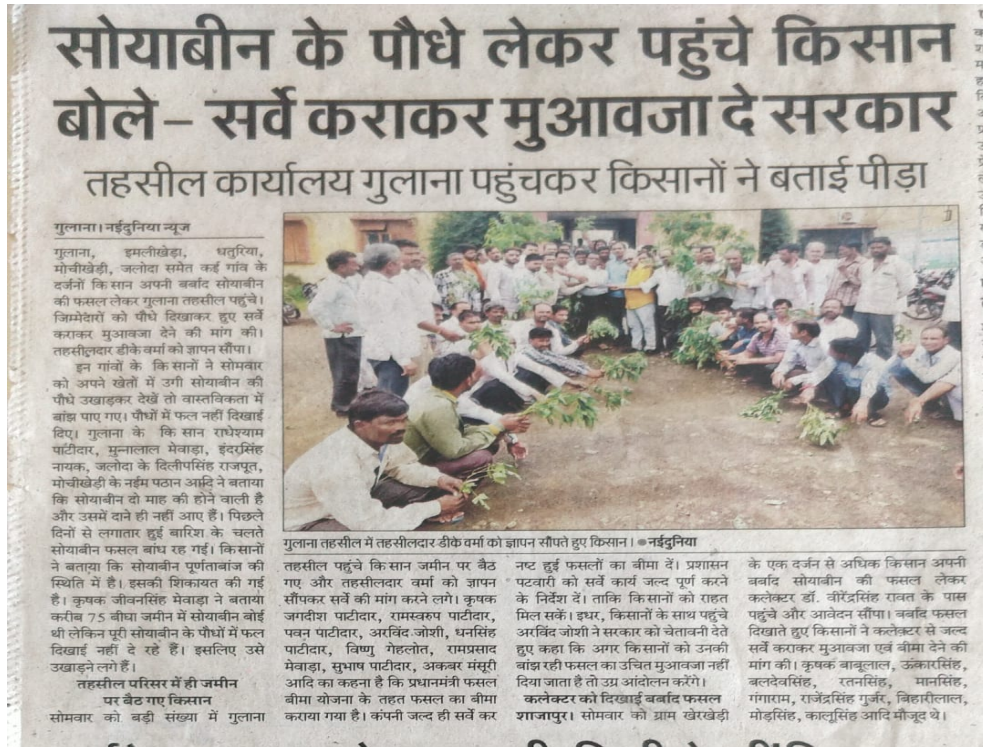 सोयाबीन के पौधे लेकर पहुंचे किसान
बोले- सर्वे कराकर मुआवजा दे सरकार
तहसील कार्यालय गुलाना पहुंचकर किसानों ने बताई पीड़ा
गुलाना। नईदुनिया न्यूज
गुलाना, इमलीखेड़ा, धतुरिया,
मोचीखेड़ी, जलोदा समेत कई गांव के
दर्जनों किसान अपनी बर्बाद सोयाबीन
की फसल लेकर गुलाना तहसील पहुंचे।
जिम्मेदारों को पौधे दिखाकर हुए सर्वे
कराकर मुआवजा देने की मांग की।
तहसीलदार डीके वर्मा को ज्ञापन सौंपा।
इन गांवों के किसानों ने सोमवार
को अपने खेतों में उगी सोयाबीन की
पौधे उखाड़कर देखें तो वास्तविकता में
बांझ पाए गए। पौधों में फल नहीं दिखाई
दिए। गुलाना के किसान राधेश्याम
पाटीदार, मुन्नालाल मेवाड़ा, इंदरसिंह
नायक, जलोदा के दिलीपसिंह राजपूत,
मोचीखेड़ी के नईम पठान आदि ने बताया
कि सोयाबीन दो माह की होने वाली है
और उसमें दाने ही नहीं आए हैं। पिछले
दिनों से लगातार हुई बारिश के चलते
सोयाबीन फसल बांध रह गई। किसानों
ने बताया कि सोयाबीन पूर्णताबांज की
स्थिति में है। इसकी शिकायत की गई
है। कृषक जीवनसिंह मेवाड़ा ने बताया
करीब 75 बीघा जमीन में सोयाबीन बोई
थी लेकिन पूरी सोयाबीन के पौधों में फल
दिखाई नहीं दे रहे हैं। इसलिए उसे
उखाड़ने लगे हैं।
तहसील परिसर में ही जमीन
पर बैठ गए किसान
सोमवार को बड़ी संख्या में गुलाना
गुलाना तहसील में तहसीलदार डीके वर्मा को ज्ञापन सौंपते हुए किसान। ● नईदुनिया
तहसील पहुंचे किसान जमीन पर बैठ
गए और तहसीलदार वर्मा को ज्ञापन
सौंपकर सर्वे की मांग करने लगे। कृषक
जगदीश पाटीदार, रामस्वरुप पाटीदार,
पवन पाटीदार, अरविंद जोशी, धनसिंह
पाटीदार, विष्णु गेहलोत, रामप्रसाद
मेवाड़ा, सुभाष पाटीदार, अकबर मंसूरी
आदि का कहना है कि प्रधानमंत्री फसल
बीमा योजना के तहत फसल का बीमा
कराया गया है। कंपनी जल्द ही सर्वे कर
नष्ट हुई फसलों का बीमा दें। प्रशासन
पटवारी को सर्वे कार्य जल्द पूर्ण करने
के निर्देश दें। ताकि किसानों को राहत
मिल सकें। इधर, किसानों के साथ पहुंचे
अरविंद जोशी ने सरकार को चेतावनी देते
हुए कहा कि अगर किसानों को उनकी
बांझ रही फसल का उचित मुआवजा नहीं
दिया जाता है तो उग्र आन्दोलन करेंगे।
कलेक्टर को दिखाई बर्बाद फसल
शाजापुर। सोमवार को ग्राम खेरखेड़ी
के एक दर्जन से अधिक किसान अपनी
बर्बाद सोयाबीन की फसल लेकर
कलेक्टर डॉ. वीरेंद्रसिंह रावत के पास
पहुंचे और आवेदन सौंपा। बर्बाद फसल
दिखाते हुए किसानों ने कलेक्टर से जल्द
सर्वे कराकर मुआवजा एवं बीमा देने की
मांग की। कृषक बाबूलाल, ऊंकारसिंह,
बलदेवसिंह, रतनसिंह, मानसिंह,
गंगाराम, राजेंद्रसिंह गुर्जर, बिहारीलाल,
मोड़सिंह, कालूसिंह आदि मौजूद थे।